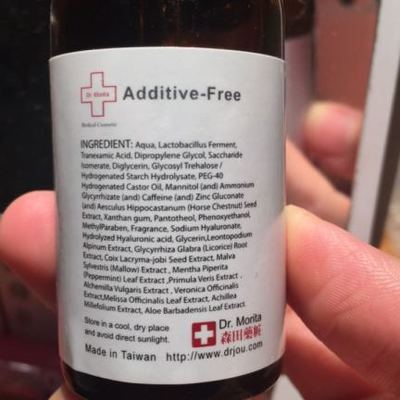 Dr. Morita
Medical Cosmetic
Additive-Free
INGREDIENT: Aqua, Lactobacillus Ferment,
Tranexamic Acid, Dipropylene Glycol, Saccharide
Isomerate, Diglycerin, Glycosyl Trehalose /
Hydrogenated Starch Hydrolysate, PEG-40
Hydrogenated Castor Oil, Mannitol (and) Ammonium
Glycyrrhizate (and) Caffeine (and) Zinc Gluconate
(and) Aesculus Hippocastanum (Horse Chestnut) Seed
Extract, Xanthan gum, Pantotheol, Phenoxyethanol,
MethylParaben, Fragrance, Sodium Hyaluronate,
Hydrolyzed Hyaluronic acid, Glycerin,Leontopodium
Alpinum Extract, Glycyrrhiza Glabra (Licorice) Root
Extract, Coix Lacryma-jobi Seed Extract, Malva
Sylvestris (Mallow) Extract , Mentha Piperita
(Peppermint) Leaf Extract ,Primula Veris Extract ,
Alchemilla Vulgaris Extract , Veronica Officinalis
Extract,Melissa Officinalis Leaf Extract, Achillea
Millefolium Extract, Aloe Barbadensis Leaf Extract.
Store in a cool, dry place
and avoid direct sunlight.
Dr. Morita
森田藥粧
Made in Taiwan http://www.drjou.com